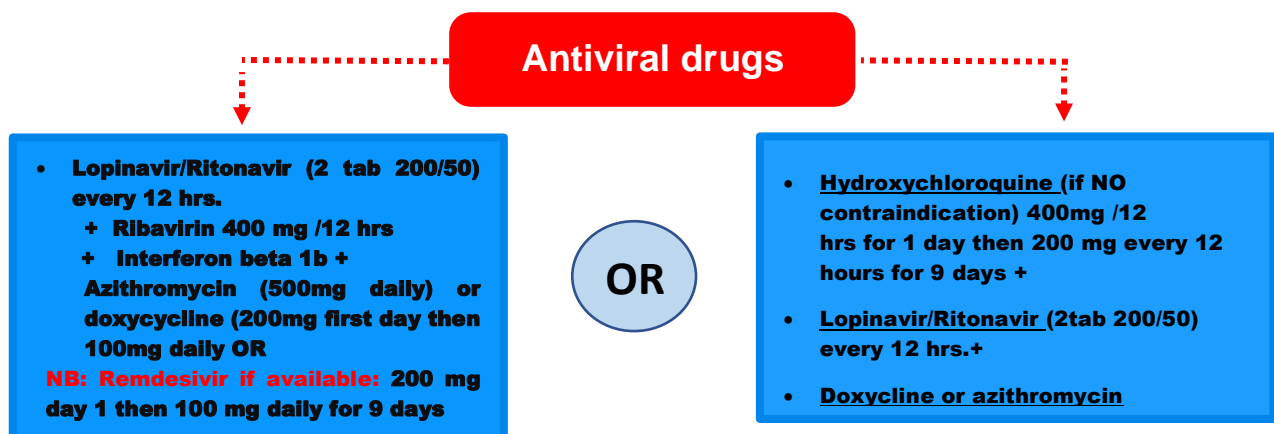 Antiviral drugs
• Lopinavir/Ritonavir (2 tab 200/50)
every 12 hrs.
+ Ribavirin 400 mg /12 hrs
+ Interferon beta 1b +
Azithromycin (500mg daily) or
doxycycline (200mg first day then
100mg daily OR
NB: Remdesivir if available: 200 mg
day 1 then 100 mg daily for 9 days
OR
• Hydroxychloroquine (if NO
contraindication) 400mg /12
hrs for 1 day then 200 mg every 12
hours for 9 days +
• Lopinavir/Ritonavir (2tab 200/50)
every 12 hrs.+
• Doxycline or azithromycin